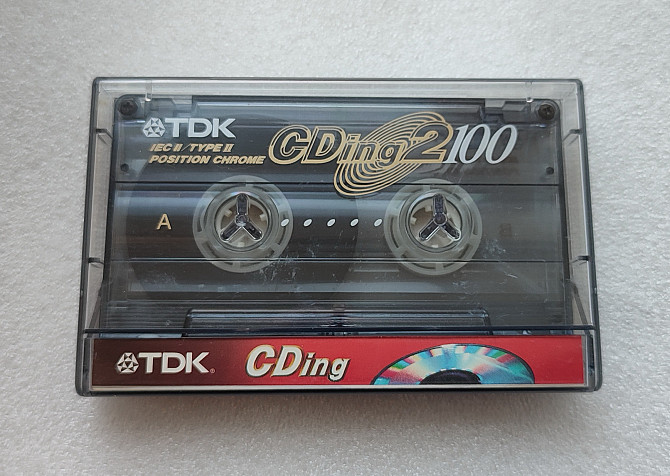 TDK
CDing2 100
IEC II/TYPE II
POSITION CHROME
A
TDK®
CDing